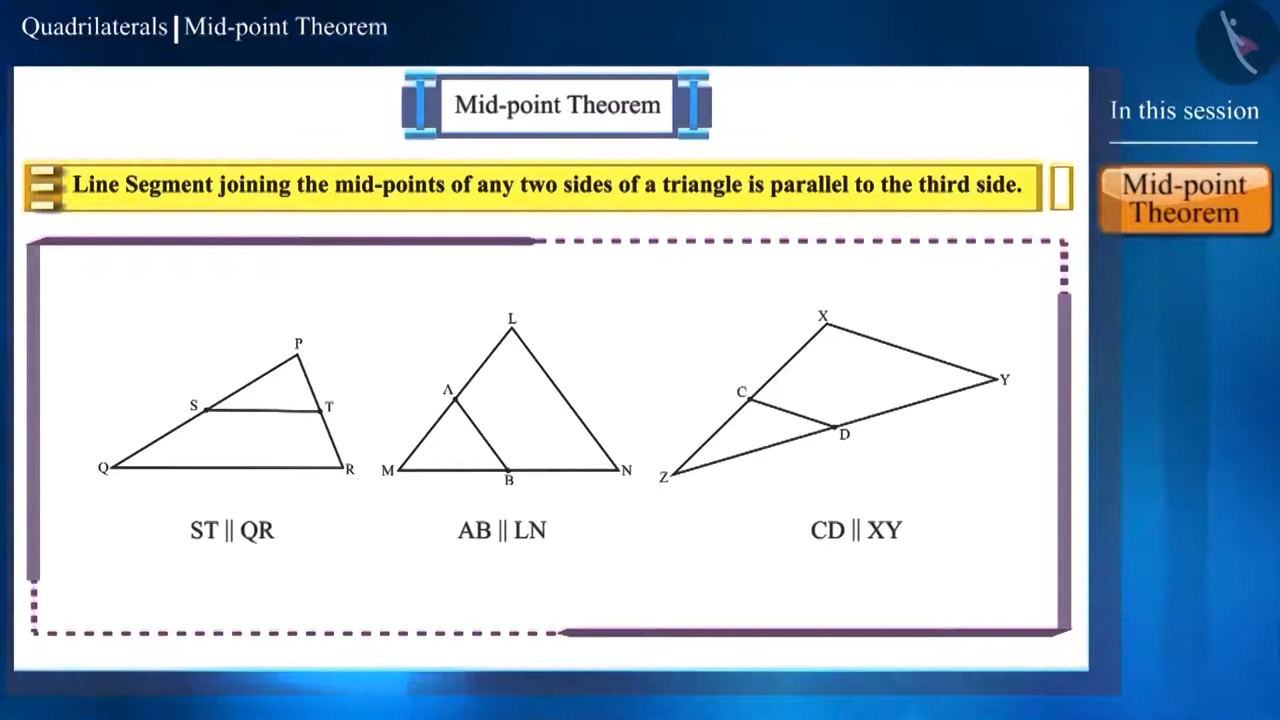 Quadrilaterals | Mid-point Theorem
Mid-point Theorem
In this session
Line Segment joining the mid-points of any two sides of a triangle is parallel to the third side.
Mid-point
Theorem
P
S
T
Q
R
L
A
M
B
N
X
C
Y
D
Z
ST || QR
AB || LN
CD || XY